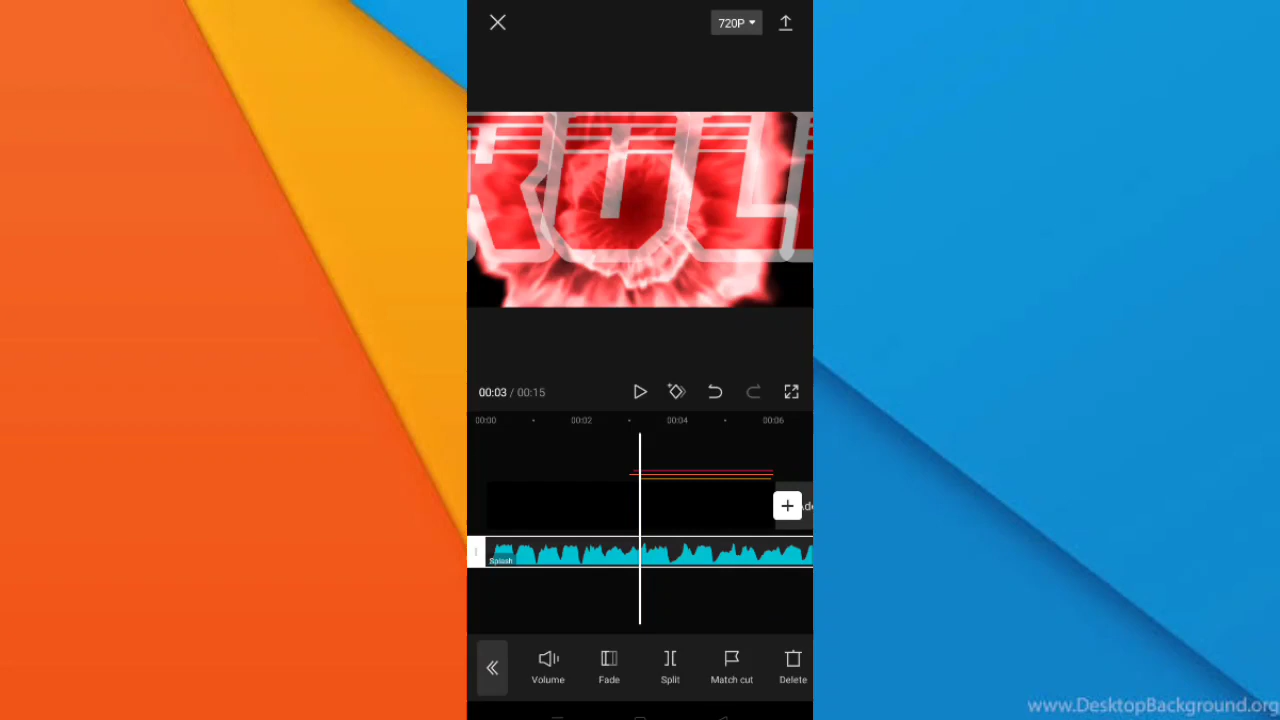 720P
00:03 / 00:15
00:00 00:02 00:04 00:06
Splash
Volume Fade Split Match cut Delete
www.DesktopBackground.org